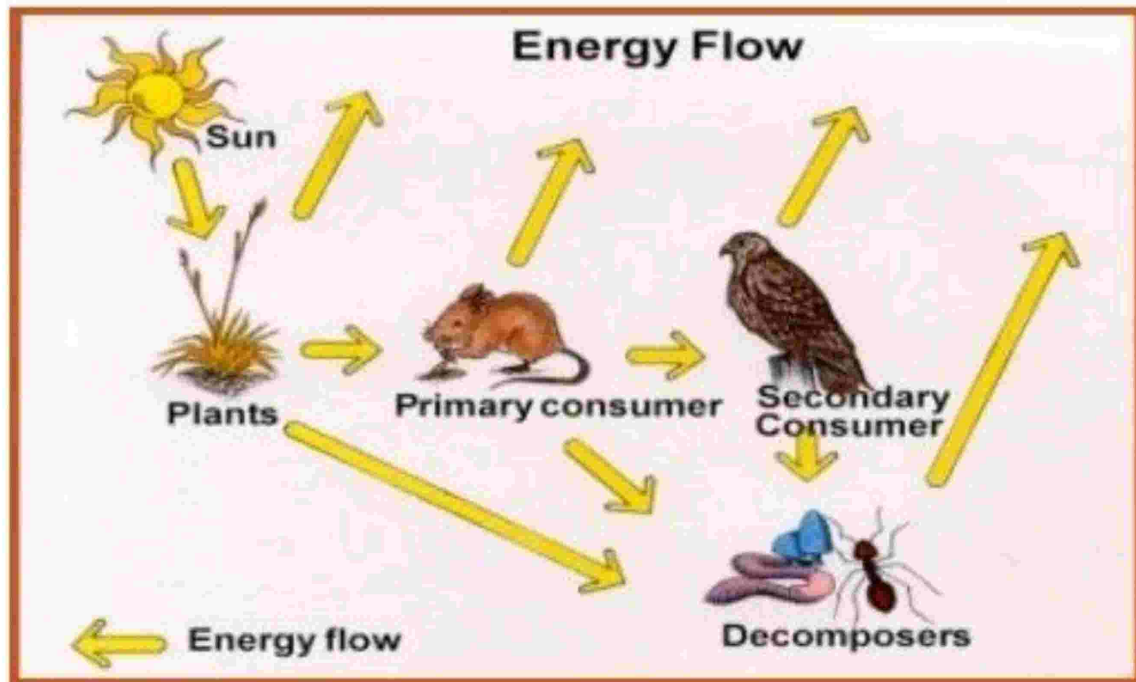 Energy Flow
Sun
Plants
Primary consumer
Secondary
Consumer
Decomposers
Energy flow